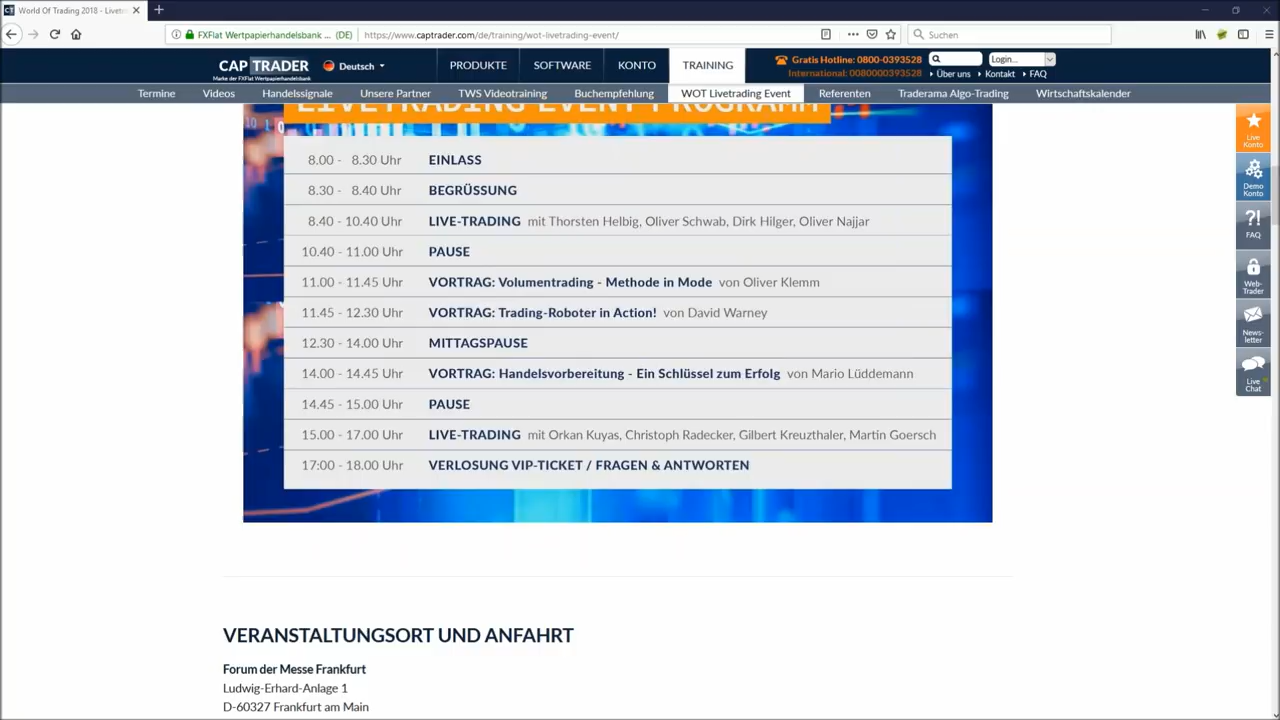 World Of Trading 2018 - Livetr
FXFlat Wertpapierhandelsbank ... (DE)
https://www.captrader.com/de/training/wot-livetrading-event/
Suchen
CAP TRADER
Marke der FXFlat Wertpapierhandelsbank
Deutsch
PRODUKTE
SOFTWARE
KONTO
TRAINING
Gratis Hotline: 0800-0393528
International: 0080000393528
Login...
Über uns
Kontakt
FAQ
Termine
Videos
Handelssignale
Unsere Partner
TWS Videotraining
Buchempfehlung
WOT Livetrading Event
Referenten
Traderama Algo-Trading
Wirtschaftskalender
8.00 - 8.30 Uhr EINLASS
8.30 - 8.40 Uhr BEGRÜSSUNG
8.40 - 10.40 Uhr LIVE-TRADING mit Thorsten Helbig, Oliver Schwab, Dirk Hilger, Oliver Najjar
10.40 - 11.00 Uhr PAUSE
11.00 - 11.45 Uhr VORTRAG: Volumentrading - Methode in Mode von Oliver Klemm
11.45 - 12.30 Uhr VORTRAG: Trading-Roboter in Action! von David Warney
12.30 - 14.00 Uhr MITTAGSPAUSE
14.00 - 14.45 Uhr VORTRAG: Handelsvorbereitung - Ein Schlüssel zum Erfolg von Mario Lüddemann
14.45 - 15.00 Uhr PAUSE
15.00 - 17.00 Uhr LIVE-TRADING mit Orkan Kuyas, Christoph Radecker, Gilbert Kreuzthaler, Martin Goersch
17:00 - 18.00 Uhr VERLOSUNG VIP-TICKET / FRAGEN & ANTWORTEN
VERANSTALTUNGSORT UND ANFAHRT
Forum der Messe Frankfurt
Ludwig-Erhard-Anlage 1
D-60327 Frankfurt am Main
Live
Konto
Demo
Konto
?!
FAQ
Web-
Trader
News-
letter
Live
Chat